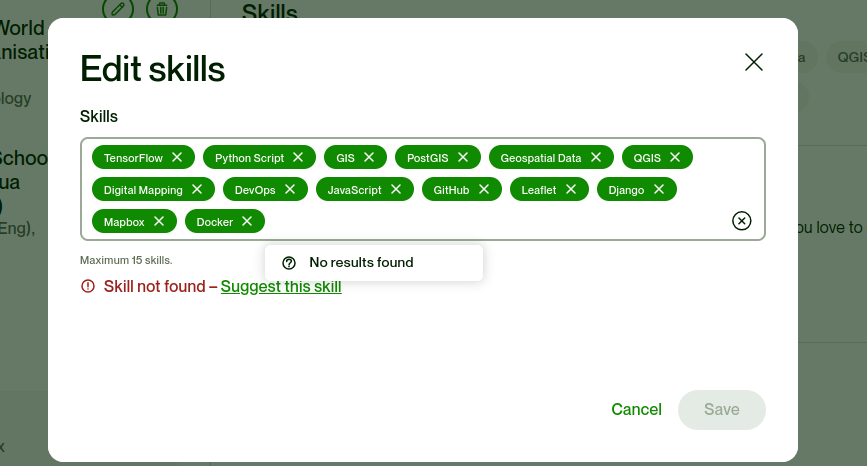 World
Skills
anisati
Edit skills
a
QGIS
ology
Skills
TensorFlow
Python Script
GIS
PostGIS
Geospatial Data
QGIS
Schoo
Digital Mapping
DevOps
JavaScript
GitHub
Leaflet
Django
ua
)
Mapbox
Docker
Eng),
ou love to
Maximum 15 skills.
No results found
Skill not found – Suggest this skill
Cancel
Save
x